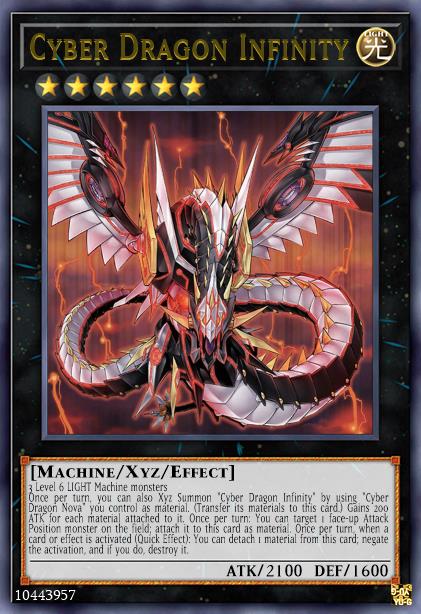 CYBER DRAGON INFINITY
LIGHT
光
[MACHINE/XYZ/EFFECT]
3 Level 6 LIGHT Machine monsters
Once per turn, you can also Xyz Summon "Cyber Dragon Infinity" by using "Cyber
Dragon Nova" you control as material. (Transfer its materials to this card.) Gains 200
ATK for each material attached to it. Once per turn: You can target 1 face-up Attack
Position monster on the field; attach it to this card as material. Once per turn, when a
card or effect is activated (Quick Effect): You can detach 1 material from this card; negate
the activation, and if you do, destroy it.
ATK/2100 DEF/1600
10443957